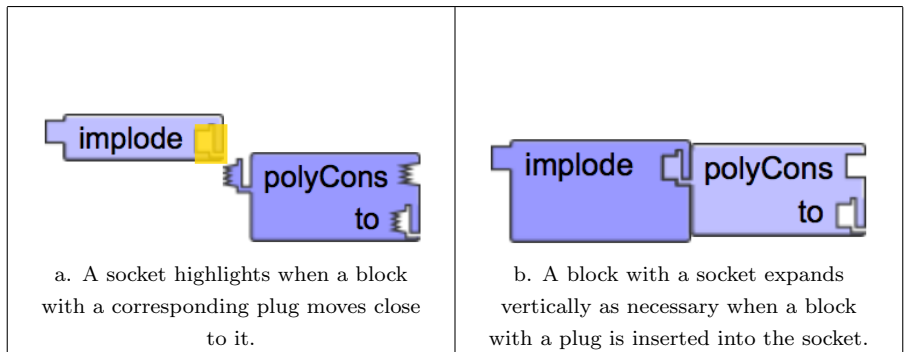 implode
polyCons
to
a. A socket highlights when a block
with a corresponding plug moves close
to it.
implode
polyCons
to
b. A block with a socket expands
vertically as necessary when a block
with a plug is inserted into the socket.